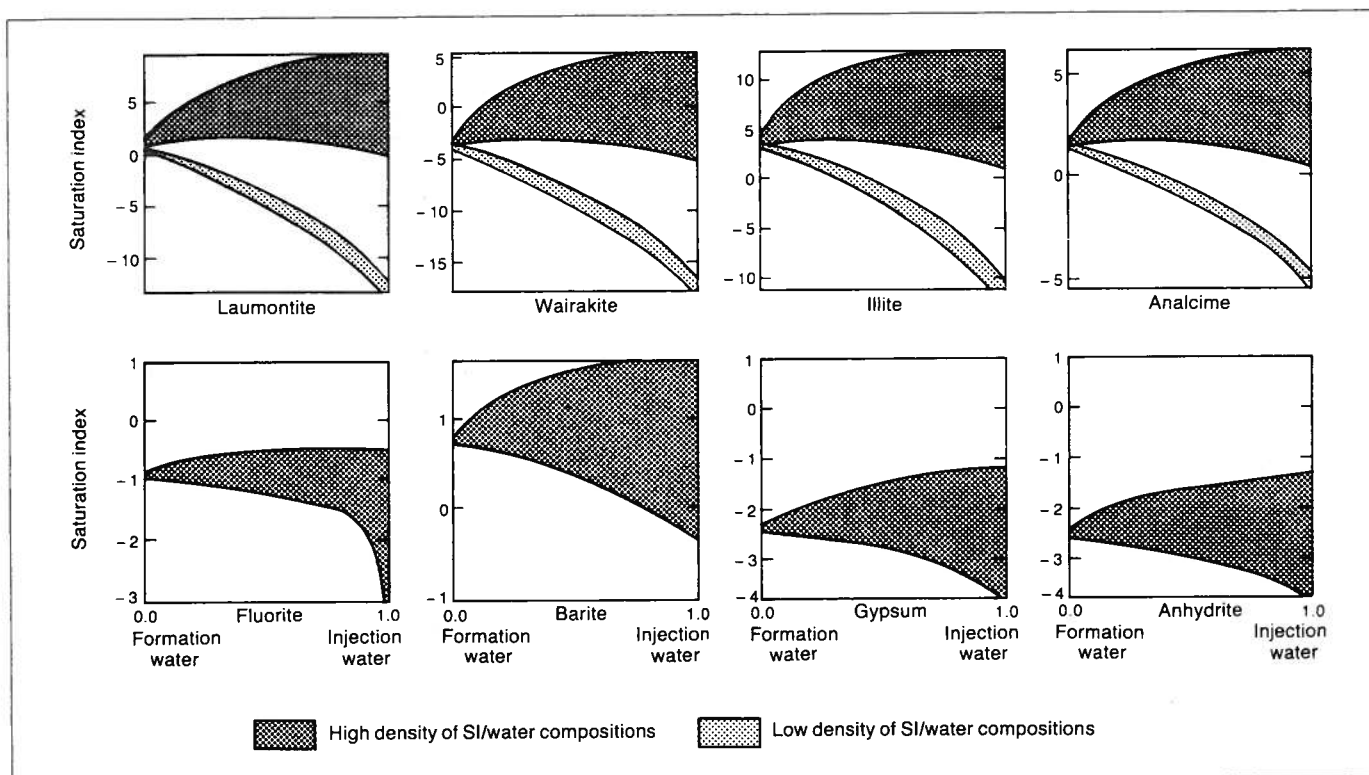 Saturation index
5
0
– 5
– 10
Laumontite
5
0
– 5
– 10
– 15
Wairakite
10
5
0
– 5
– 10
Illite
5
0
– 5
Analcime
Saturation index
1
0
– 1
– 2
– 3
0.0 Fluorite 1.0
Formation water
Injection water
1
0
– 1
0.0 Barite 1.0
Formation water
Injection water
1
0
– 1
– 2
– 3
– 4
0.0 Gypsum 1.0
Formation water
Injection water
1
0
– 1
– 2
– 3
– 4
0.0 Anhydrite 1.0
Formation water
Injection water
High density of SI/water compositions
Low density of SI/water compositions